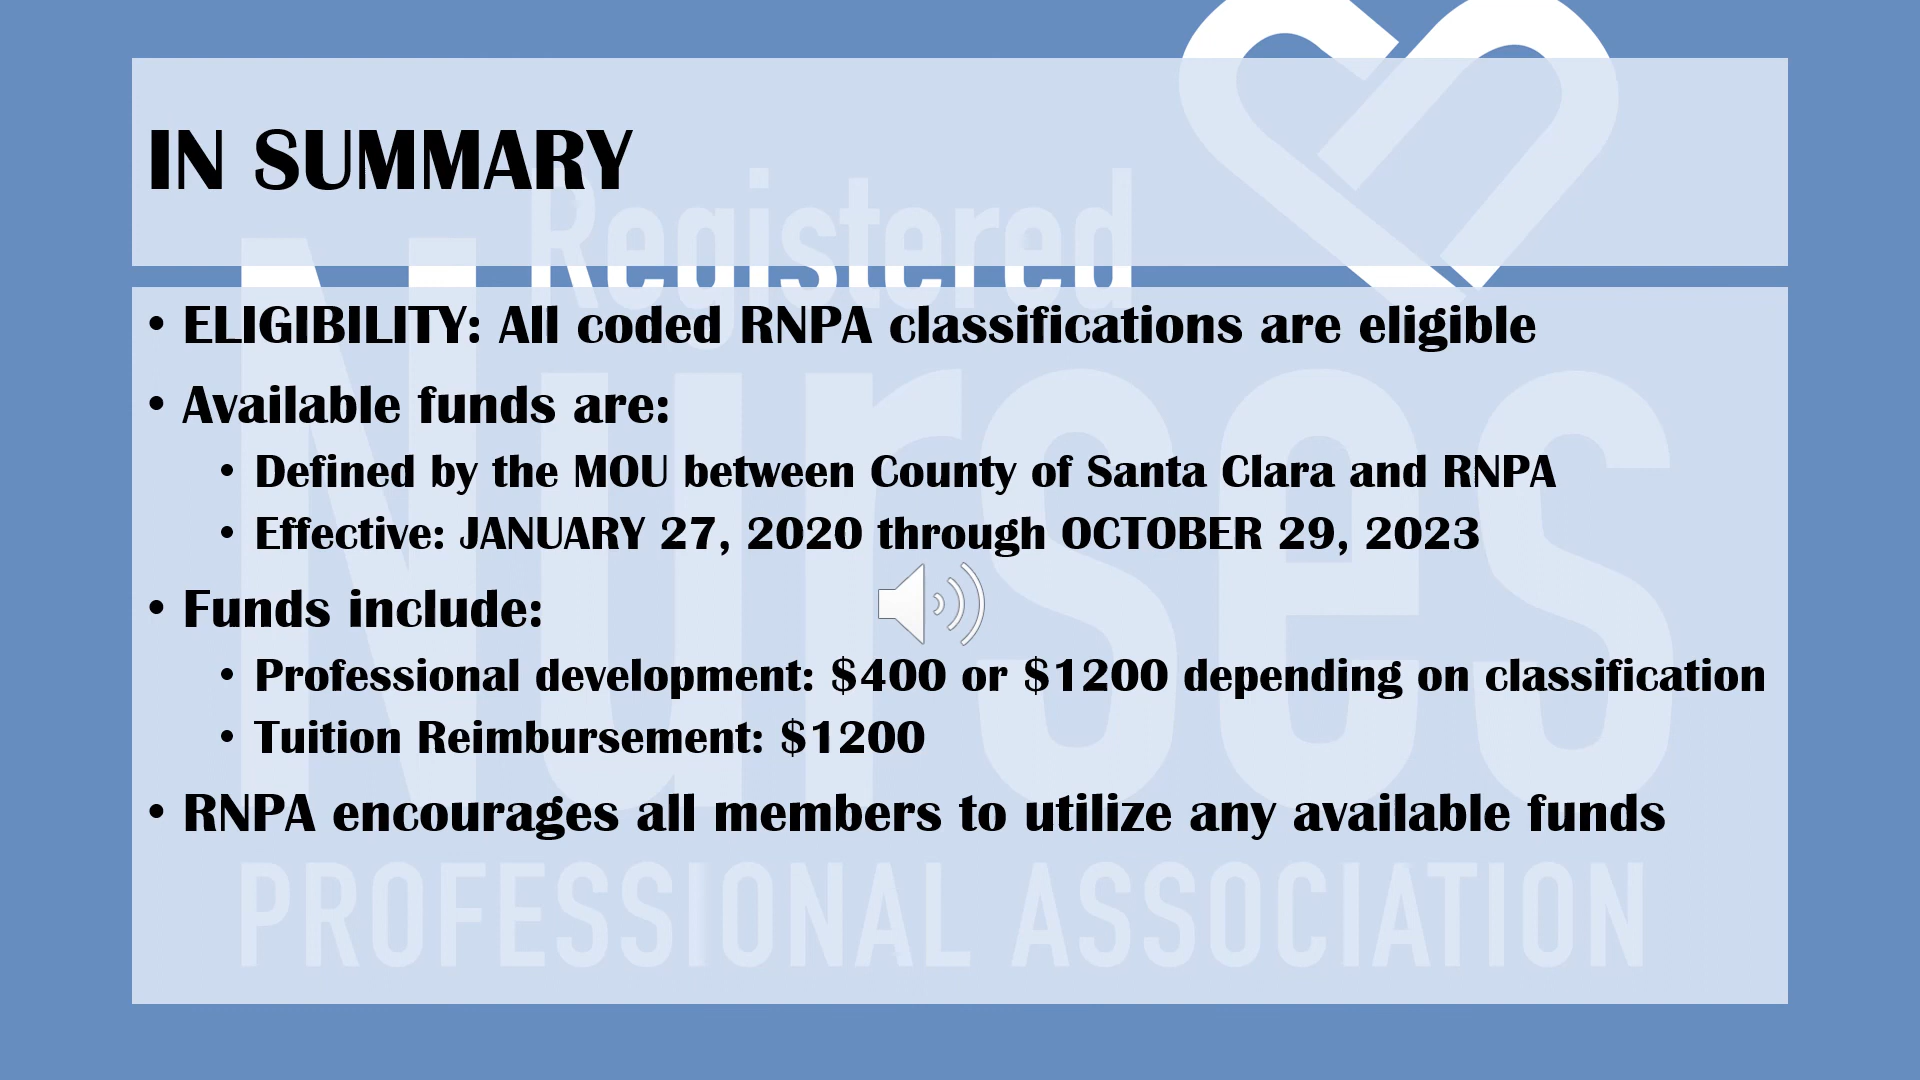 IN SUMMARY
Registered
Nurses
• ELIGIBILITY: All coded RNPA classifications are eligible
• Available funds are:
• Defined by the MOU between County of Santa Clara and RNPA
• Effective: JANUARY 27, 2020 through OCTOBER 29, 2023
• Funds include:
• Professional development: $400 or $1200 depending on classification
• Tuition Reimbursement: $1200
• RNPA encourages all members to utilize any available funds
PROFESSIONAL ASSOCIATION